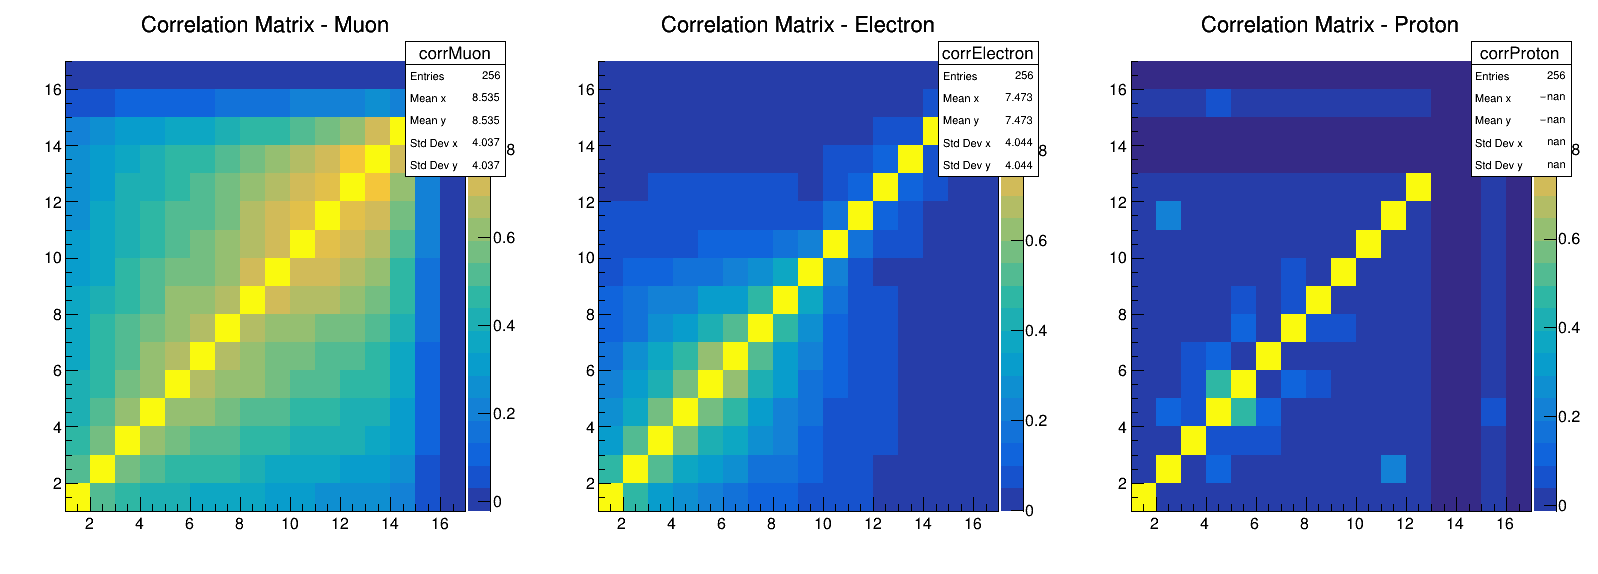 Correlation Matrix - Muon
corrMuon
Entries 256
Mean x 8.535
Mean y 8.535
Std Dev x 4.037
Std Dev y 4.037
16
14
12
10
8
6
4
2
2 4 6 8 10 12 14 16
8
0.6
0.4
0.2
0
Correlation Matrix - Electron
corrElectron
Entries 256
Mean x 7.473
Mean y 7.473
Std Dev x 4.044
Std Dev y 4.044
16
14
12
10
8
6
4
2
2 4 6 8 10 12 14 16
8
0.6
0.4
0.2
0
Correlation Matrix - Proton
corrProton
Entries 256
Mean x −nan
Mean y −nan
Std Dev x nan
Std Dev y nan
16
14
12
10
8
6
4
2
2 4 6 8 10 12 14 16
8
0.6
0.4
0.2
0